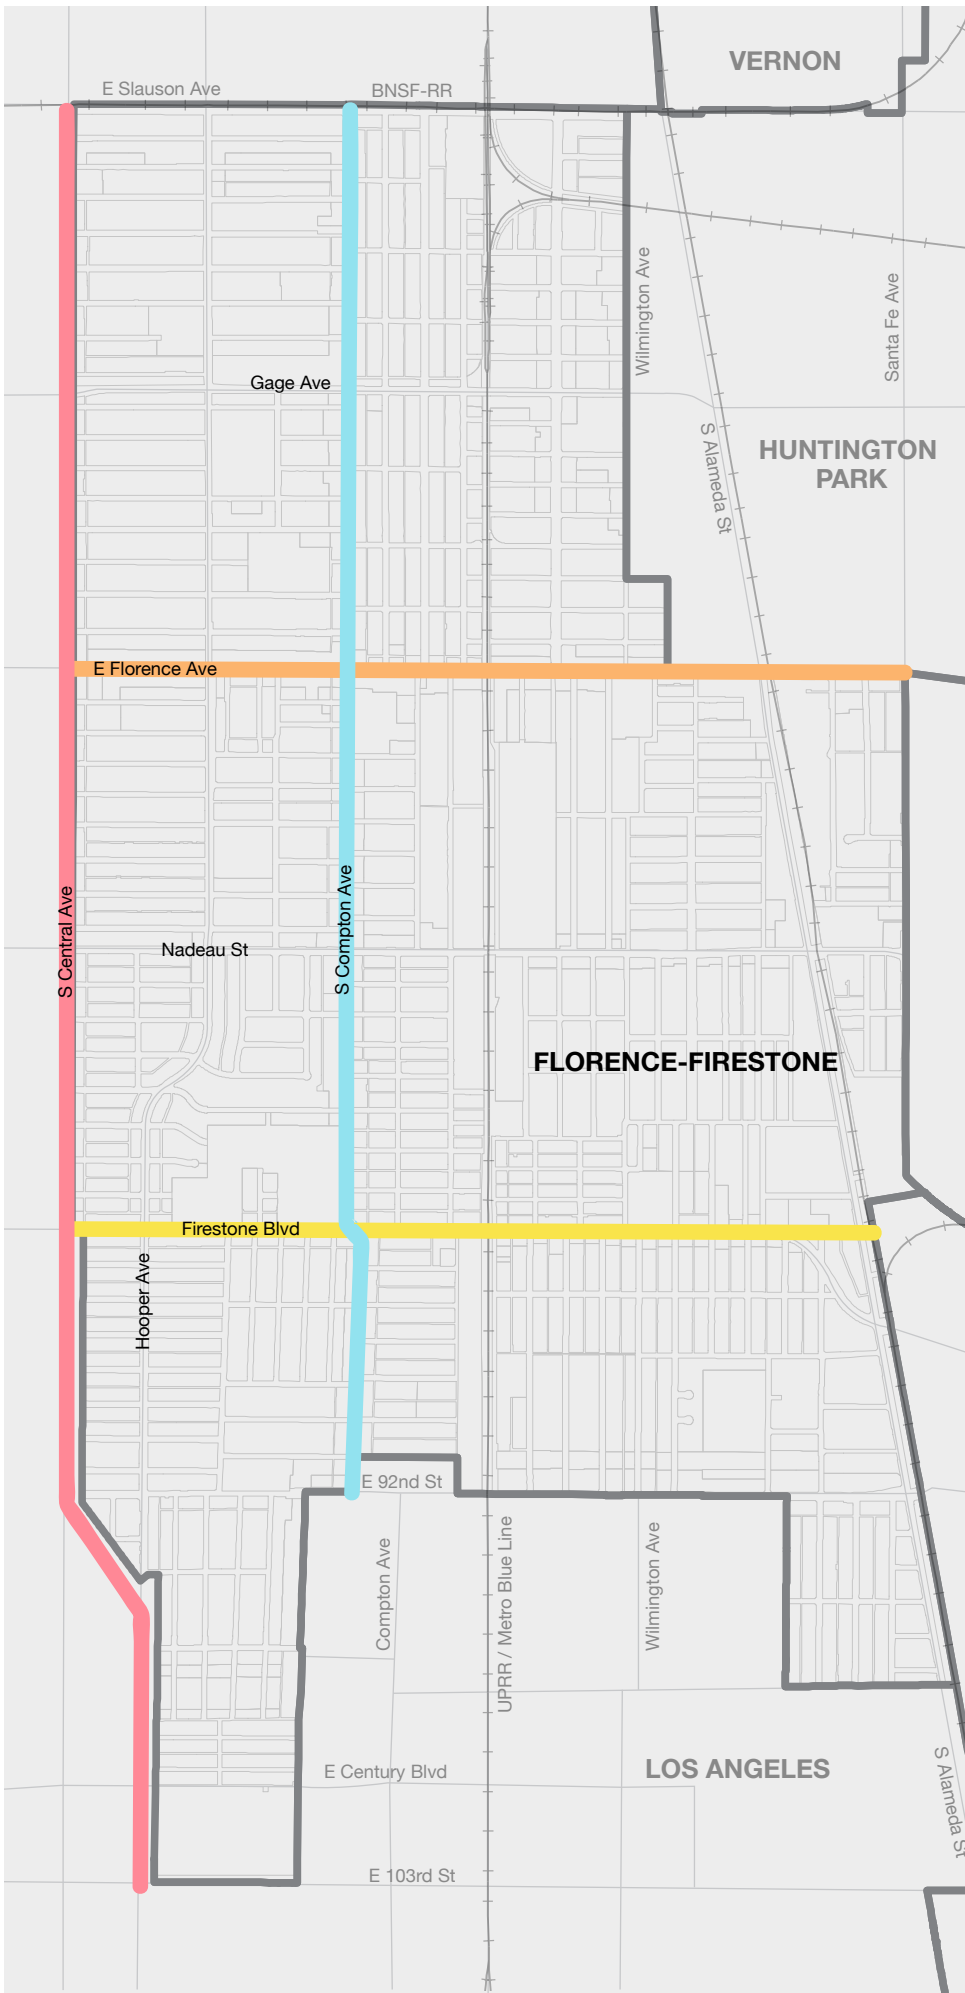 VERNON
E Slauson Ave
BNSF-RR
Wilmington Ave
Santa Fe Ave
Gage Ave
S Alameda St
HUNTINGTON
PARK
E Florence Ave
S Central Ave
S Compton Ave
Nadeau St
FLORENCE-FIRESTONE
Firestone Blvd
Hooper Ave
E 92nd St
Compton Ave
UPRR / Metro Blue Line
Wilmington Ave
E Century Blvd
LOS ANGELES
S Alameda St
E 103rd St